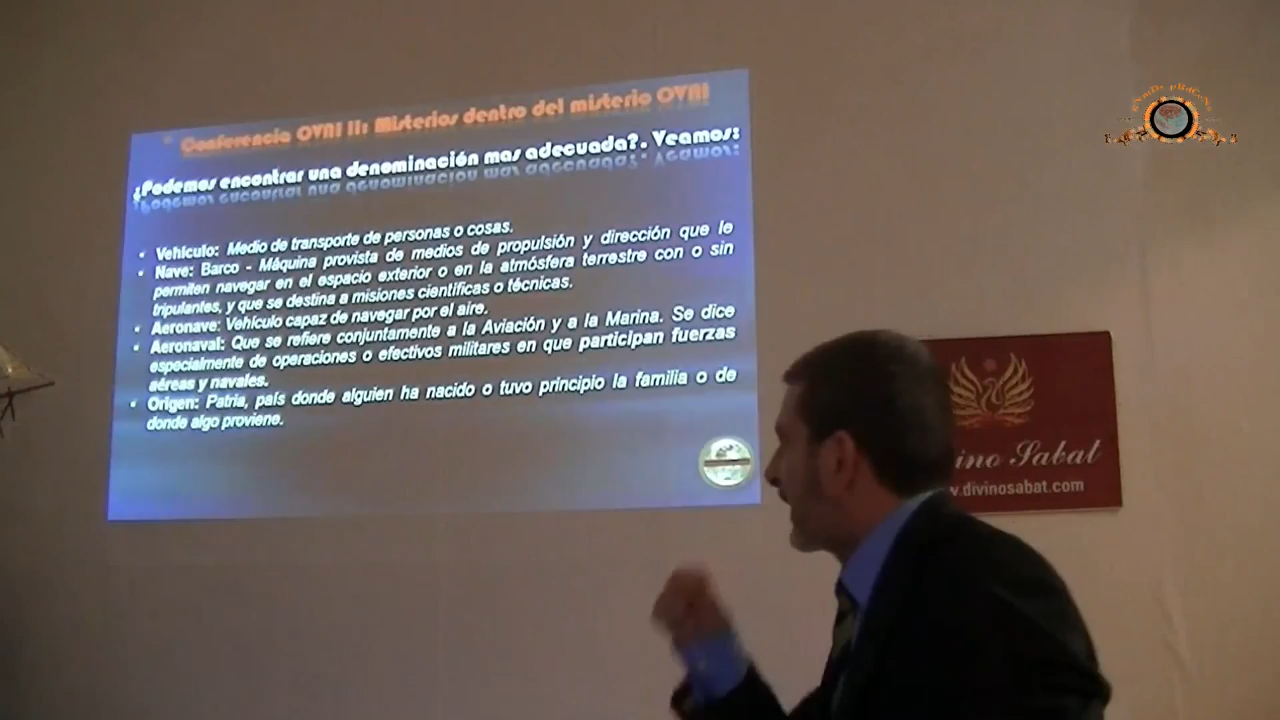 Conferencia OVNI II: Misterios dentro del misterio OVNI
¿Podemos encontrar una denominación mas adecuada?. Veamos:
• Vehículo: Medio de transporte de personas o cosas.
• Nave: Barco - Máquina provista de medios de propulsión y dirección que le
permiten navegar en el espacio exterior o en la atmósfera terrestre con o sin
tripulantes, y que se destina a misiones científicas o técnicas.
• Aeronave: Vehículo capaz de navegar por el aire.
• Aeronaval: Que se refiere conjuntamente a la Aviación y a la Marina. Se dice
especialmente de operaciones o efectivos militares en que participan fuerzas
aéreas y navales.
• Origen: Patria, país donde alguien ha nacido o tuvo principio la familia o de
donde algo proviene.
ino Sabat
w.divinosabat.com